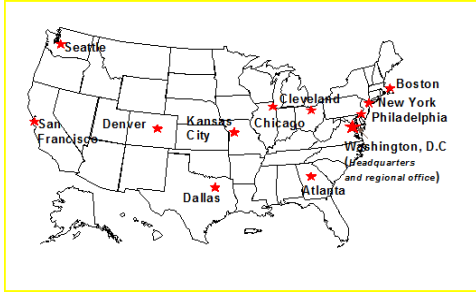 Seattle
Boston
Cleveland
New York
Philadelphia
San
Francisco
Denver
Kansas
City
Chicago
Washington, D.C
(Headquarters
and regional office)
Atlanta
Dallas